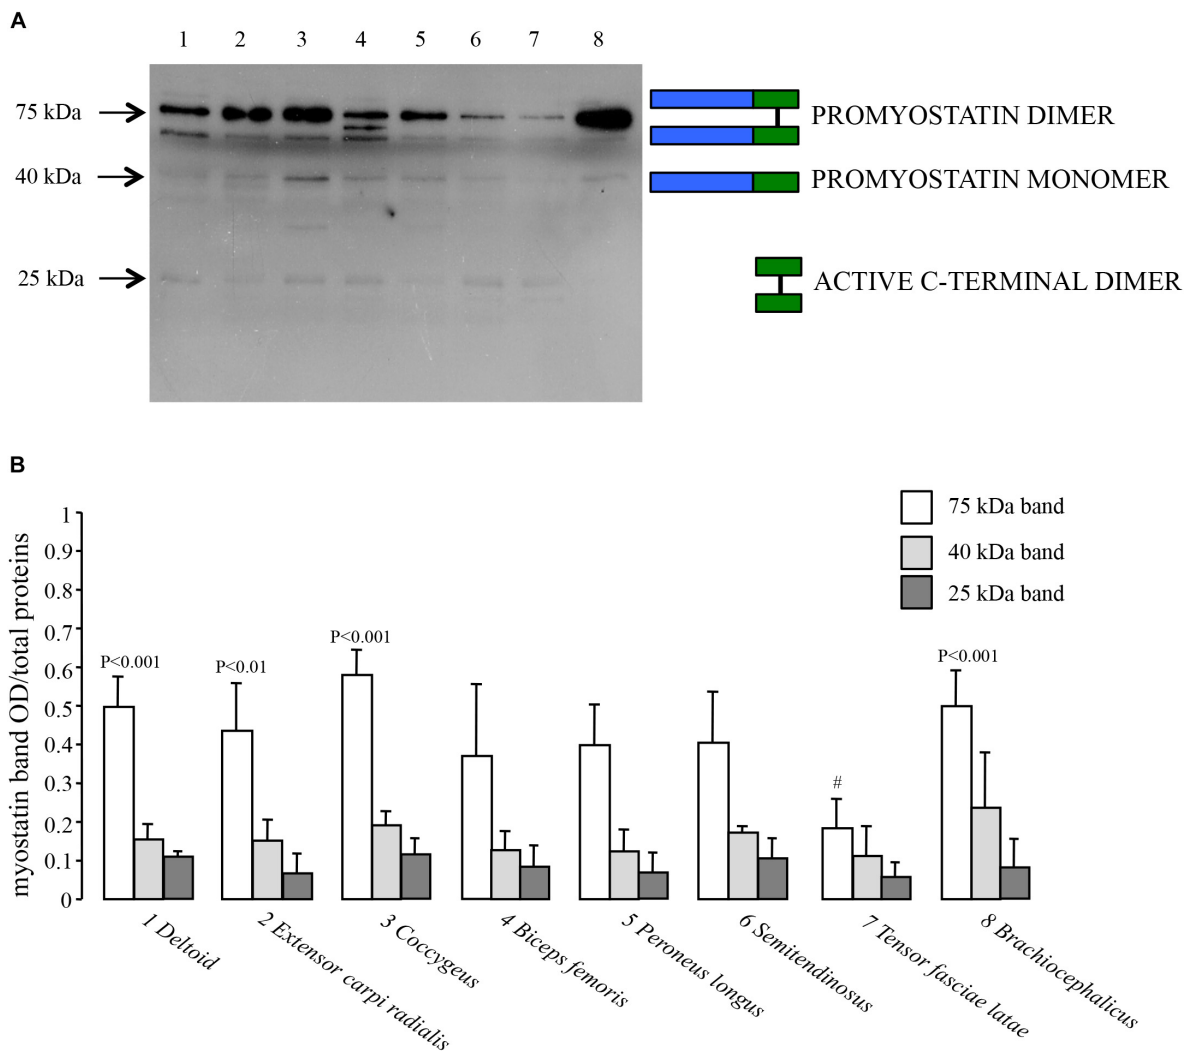 A
1 2 3 4 5 6 7 8
75 kDa
PROMYOSTATIN DIMER
40 kDa
PROMYOSTATIN MONOMER
25 kDa
ACTIVE C-TERMINAL DIMER
B
75 kDa band
40 kDa band
25 kDa band
myostatin band OD/total proteins
1
0.9
0.8
0.7
0.6
0.5
0.4
0.3
0.2
0.1
0
P<0.001
P<0.01
P<0.001
#
P<0.001
1 Deltoid
2 Extensor carpi radialis
3 Coccygeus
4 Biceps femoris
5 Peroneus longus
6 Semitendinosus
7 Tensor fasciae latae
8 Brachiocephalicus